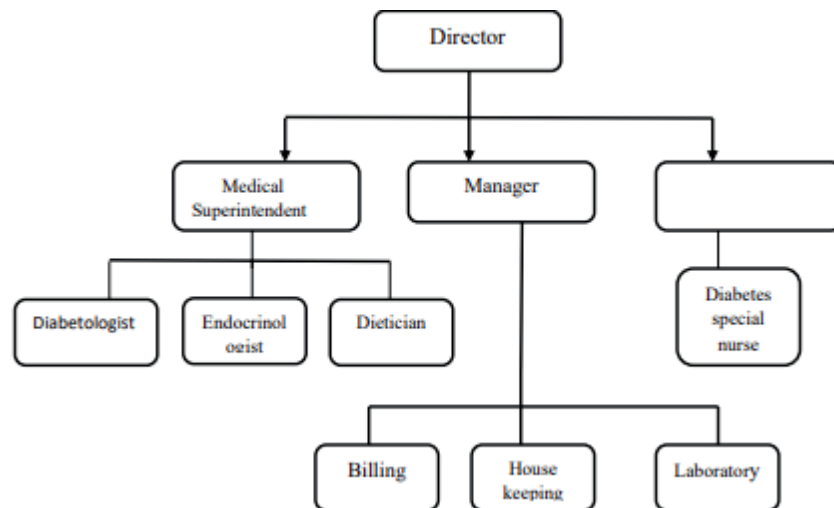 Director
Medical
Superintendent
Manager
Diabetologist
Endocrinol
ogist
Dietician
Diabetes
special
nurse
Billing
House
keeping
Laboratory